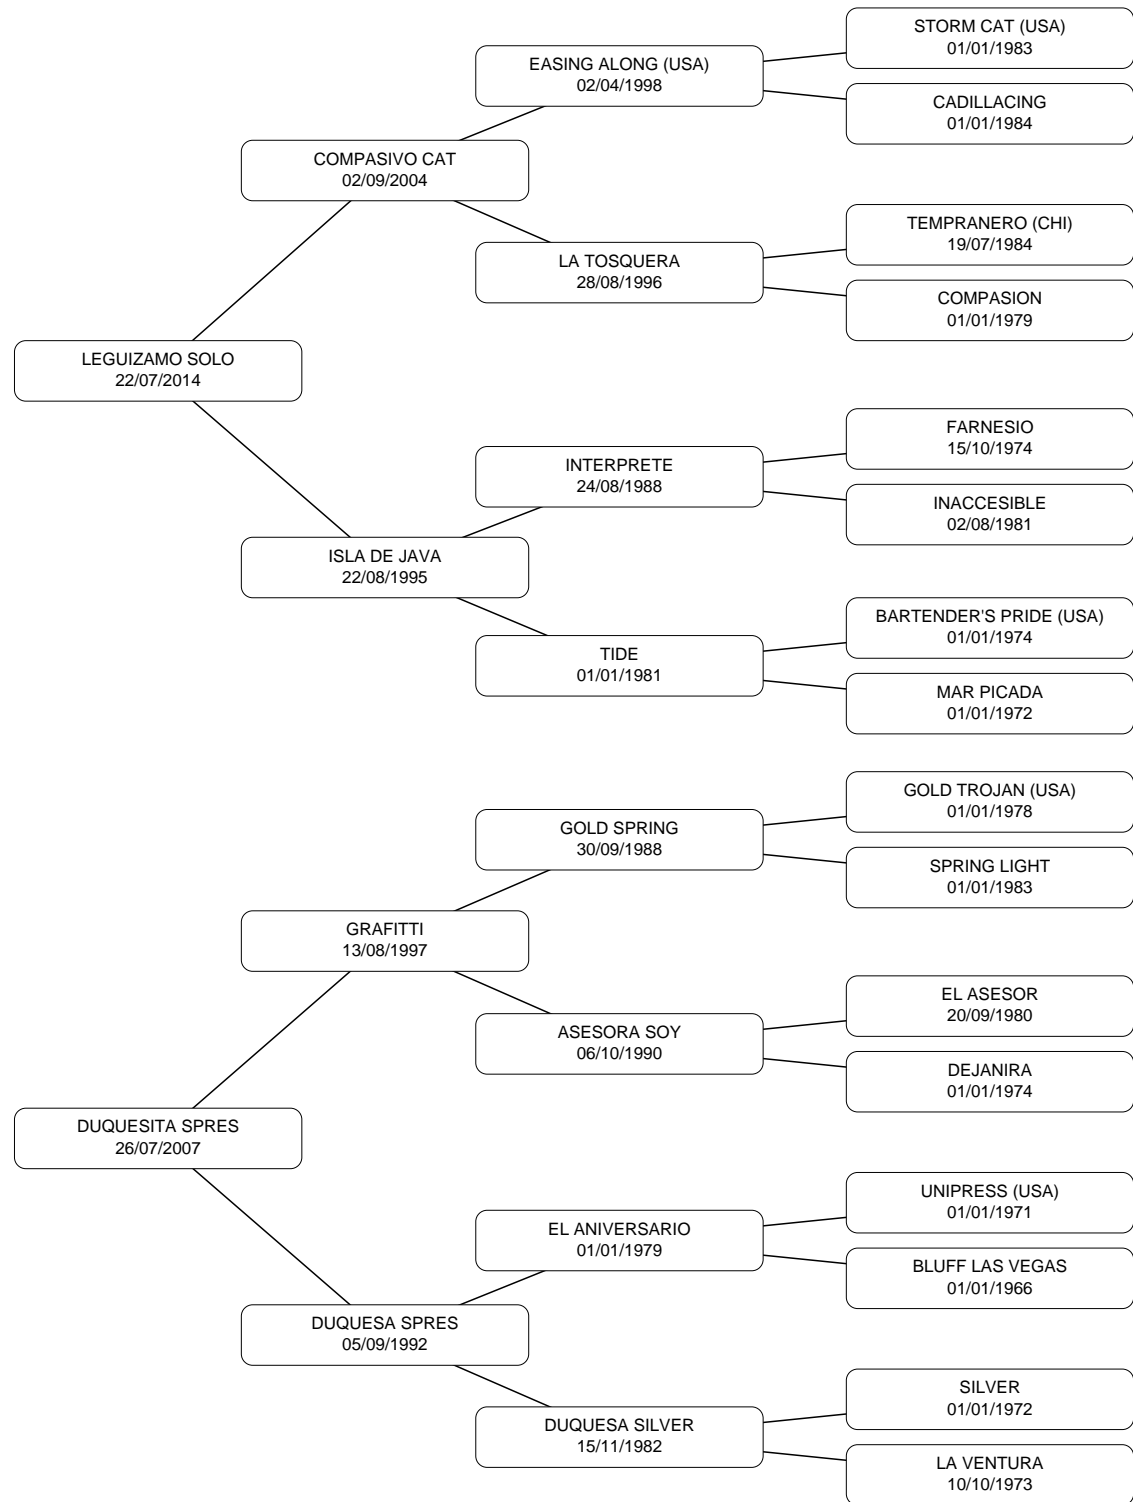 STORM CAT (USA)
01/01/1983
EASING ALONG (USA)
02/04/1998
CADILLACING
01/01/1984
COMPASIVO CAT
02/09/2004
TEMPRANERO (CHI)
19/07/1984
LA TOSQUERA
28/08/1996
COMPASION
01/01/1979
LEGUIZAMO SOLO
22/07/2014
FARNESIO
15/10/1974
INTERPRETE
24/08/1988
INACCESIBLE
02/08/1981
ISLA DE JAVA
22/08/1995
BARTENDER'S PRIDE (USA)
01/01/1974
TIDE
01/01/1981
MAR PICADA
01/01/1972
GOLD TROJAN (USA)
01/01/1978
GOLD SPRING
30/09/1988
SPRING LIGHT
01/01/1983
GRAFITTI
13/08/1997
EL ASESOR
20/09/1980
ASESORA SOY
06/10/1990
DEJANIRA
01/01/1974
DUQUESITA SPRES
26/07/2007
UNIPRESS (USA)
01/01/1971
EL ANIVERSARIO
01/01/1979
BLUFF LAS VEGAS
01/01/1966
DUQUESA SPRES
05/09/1992
SILVER
01/01/1972
DUQUESA SILVER
15/11/1982
LA VENTURA
10/10/1973